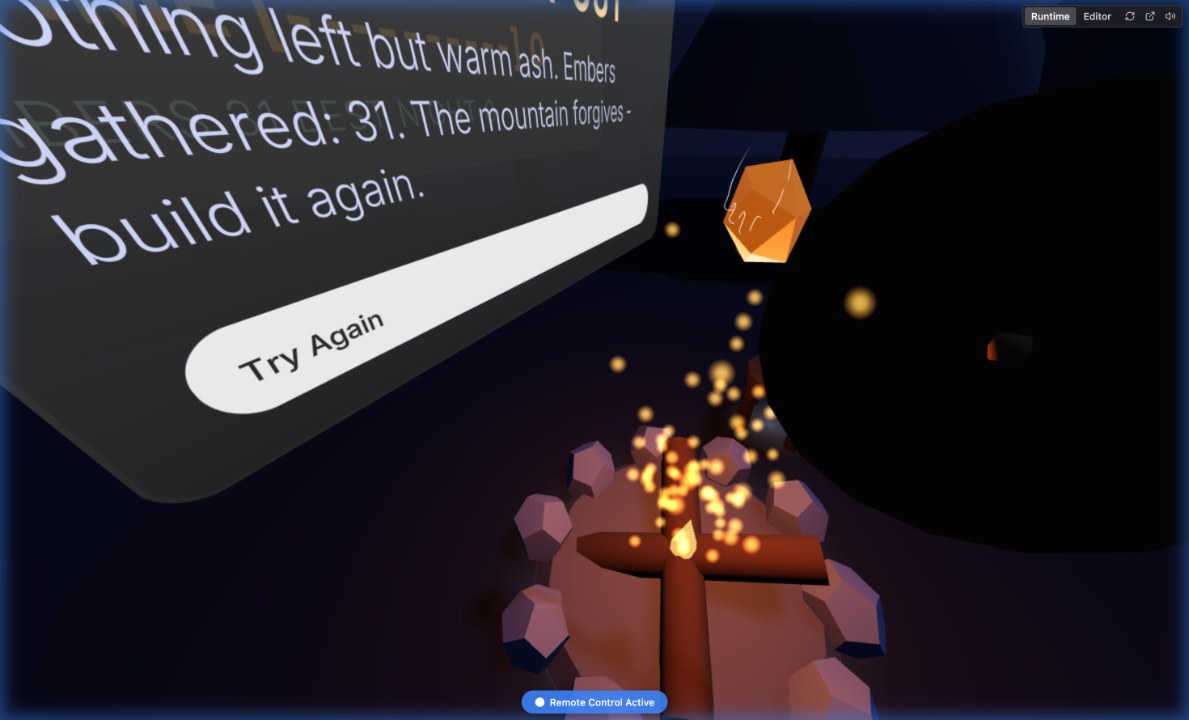 Runtime Editor
left but warm ash. Embers
gathered: 31. The mountain forgives -
build it again.
Try Again
Remote Control Active